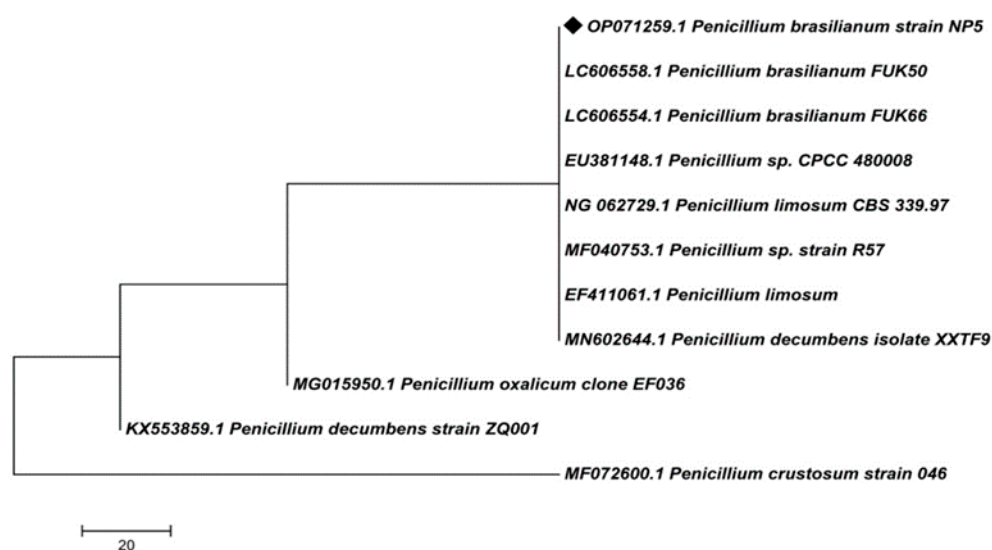 OP071259.1 Penicillium brasilianum strain NP5
LC606558.1 Penicillium brasilianum FUK50
LC606554.1 Penicillium brasilianum FUK66
EU381148.1 Penicillium sp. CPCC 480008
NG 062729.1 Penicillium limosum CBS 339.97
MF040753.1 Penicillium sp. strain R57
EF411061.1 Penicillium limosum
MN602644.1 Penicillium decumbens isolate XXTF9
MG015950.1 Penicillium oxalicum clone EF036
KX553859.1 Penicillium decumbens strain ZQ001
MF072600.1 Penicillium crustosum strain 046
20